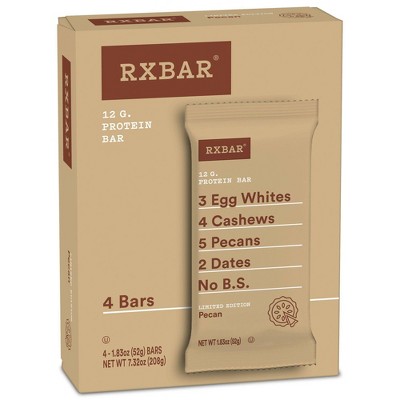 RXBAR®
12 G.
PROTEIN
BAR
RXBAR®
12 G.
PROTEIN BAR
3 Egg Whites
4 Cashews
5 Pecans
2 Dates
No B.S.
LIMITED EDITION
Pecan
NET WT 1.83oz (52g)
4 Bars
4-1.83oz (52g) BARS
NET WT 7.32oz (208g)